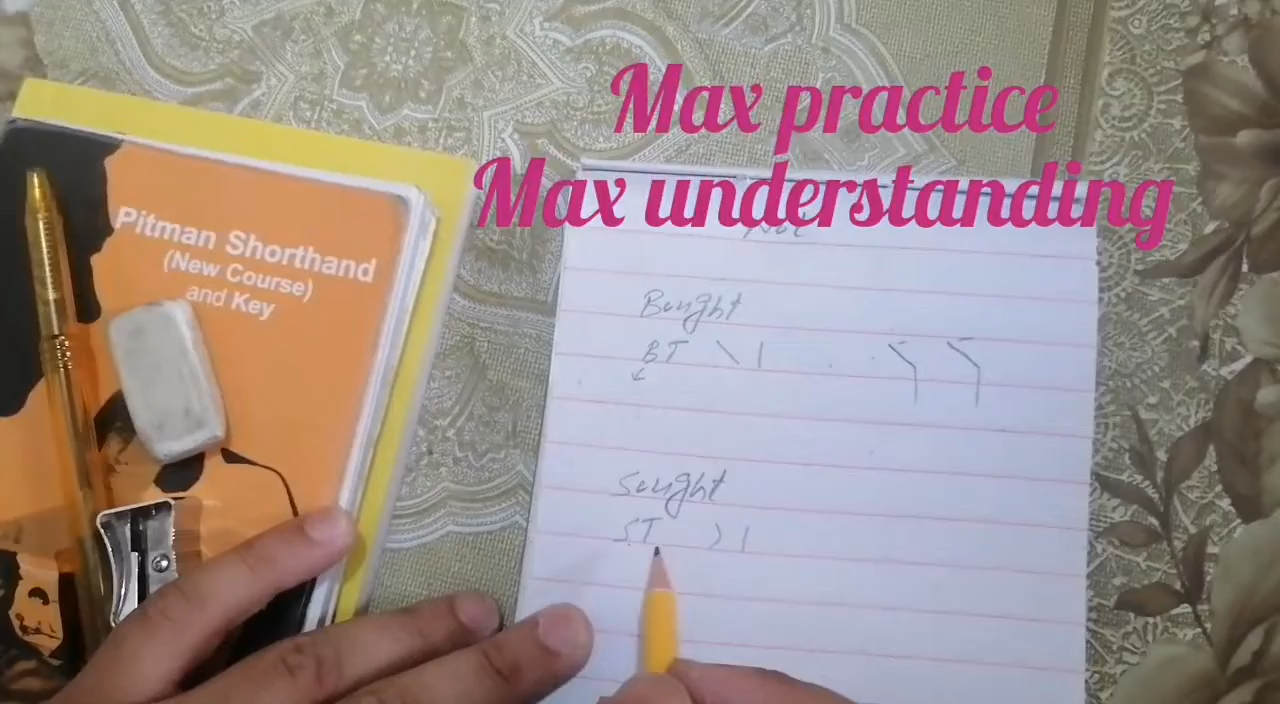 Max practice
Max understanding
Pitman Shorthand
(New Course)
and Key
Bought
BT
Sought
ST